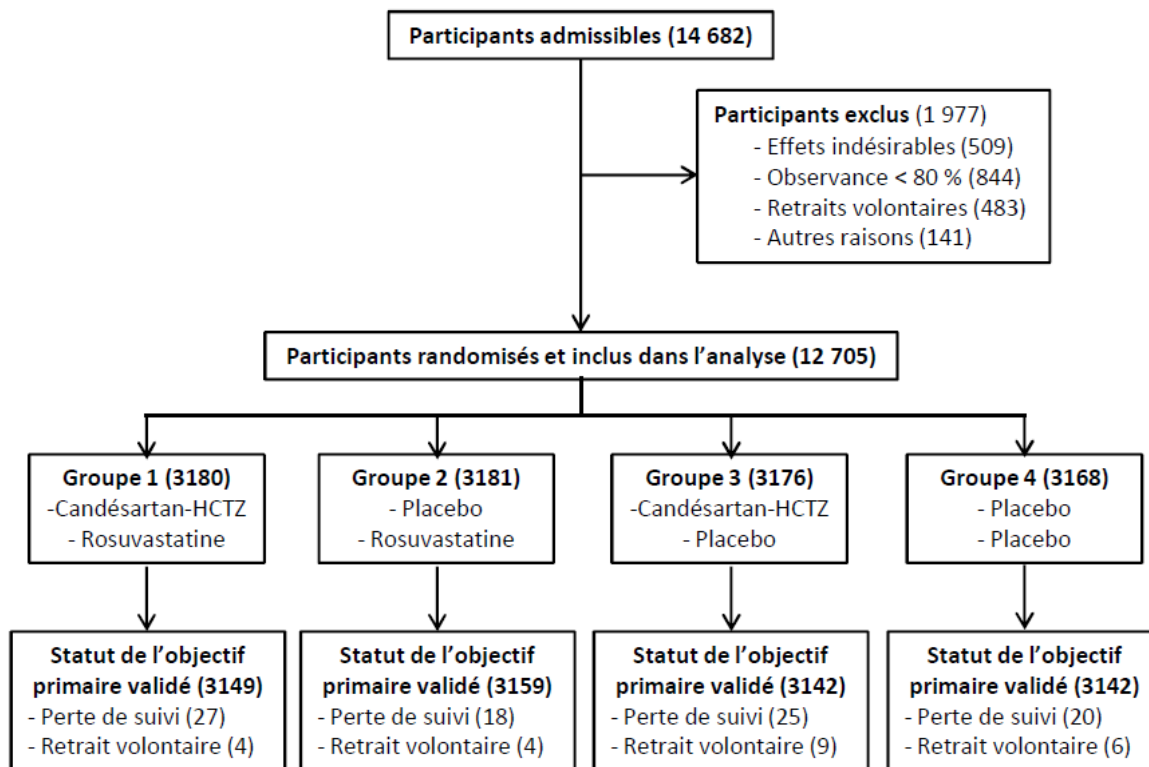 Participants admissibles (14 682)
Participants exclus (1 977)
- Effets indésirables (509)
- Observance < 80 % (844)
- Retraits volontaires (483)
- Autres raisons (141)
Participants randomisés et inclus dans l'analyse (12 705)
Groupe 1 (3180)
-Candésartan-HCTZ
- Rosuvastatine
Groupe 2 (3181)
- Placebo
- Rosuvastatine
Groupe 3 (3176)
-Candésartan-HCTZ
- Placebo
Groupe 4 (3168)
- Placebo
- Placebo
Statut de l'objectif
primaire validé (3149)
- Perte de suivi (27)
- Retrait volontaire (4)
Statut de l'objectif
primaire validé (3159)
- Perte de suivi (18)
- Retrait volontaire (4)
Statut de l'objectif
primaire validé (3142)
- Perte de suivi (25)
- Retrait volontaire (9)
Statut de l'objectif
primaire validé (3142)
- Perte de suivi (20)
- Retrait volontaire (6)